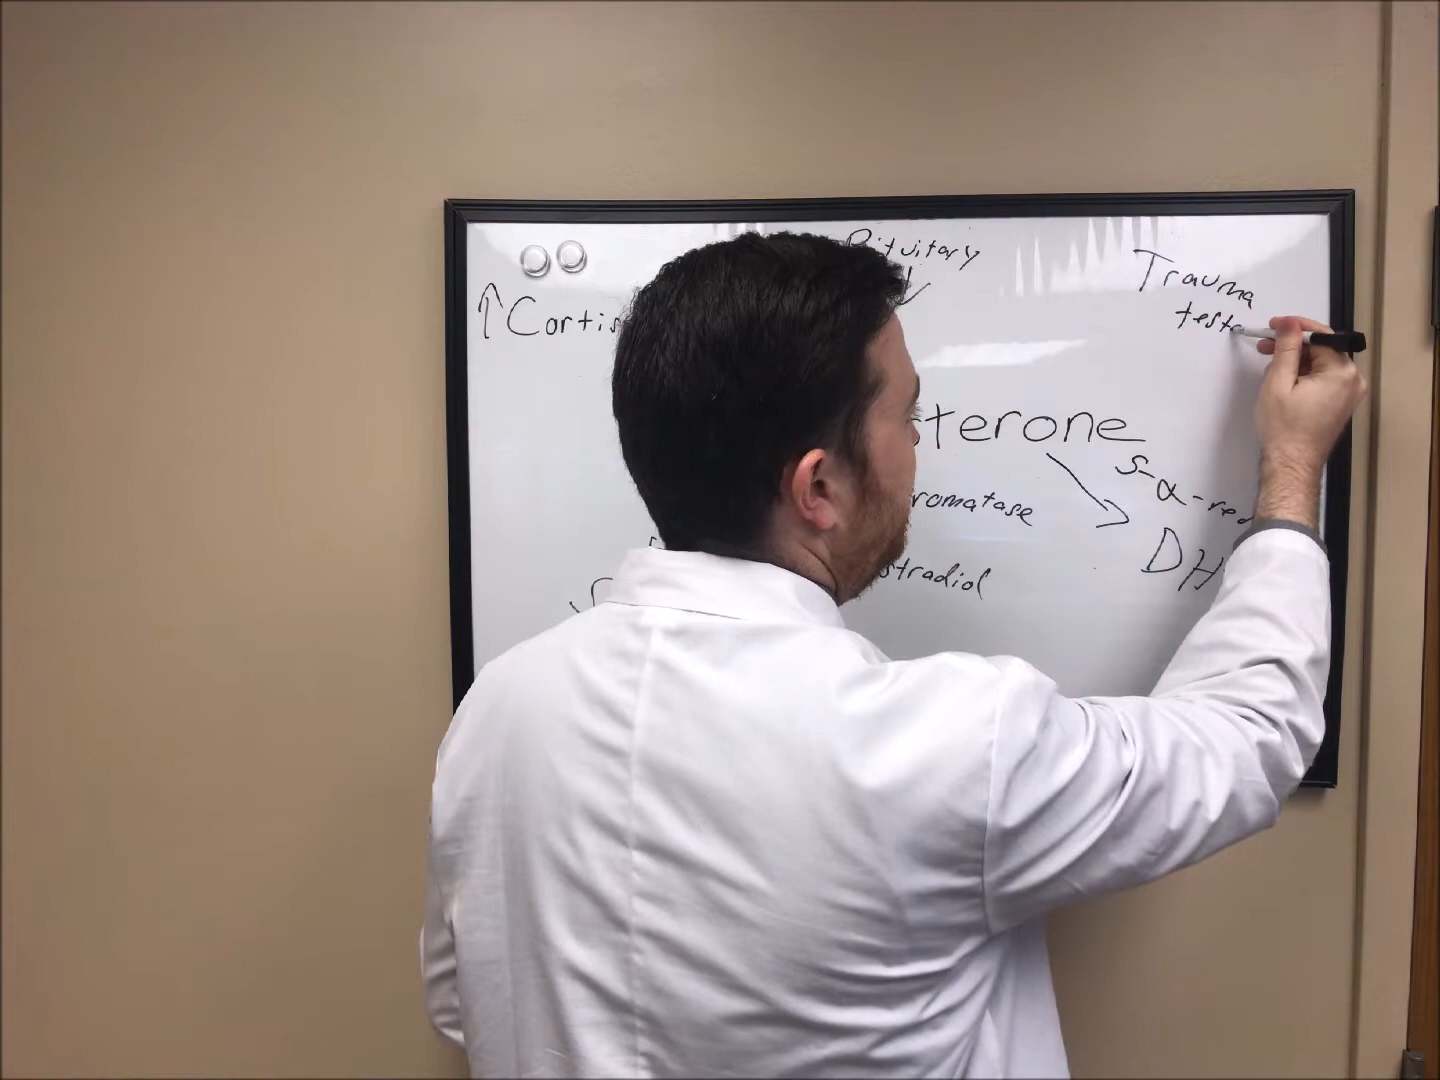 Pituitary
Trauma
↑Cortis
testo
sterone
5-α-red
romatase
DH
stradiol